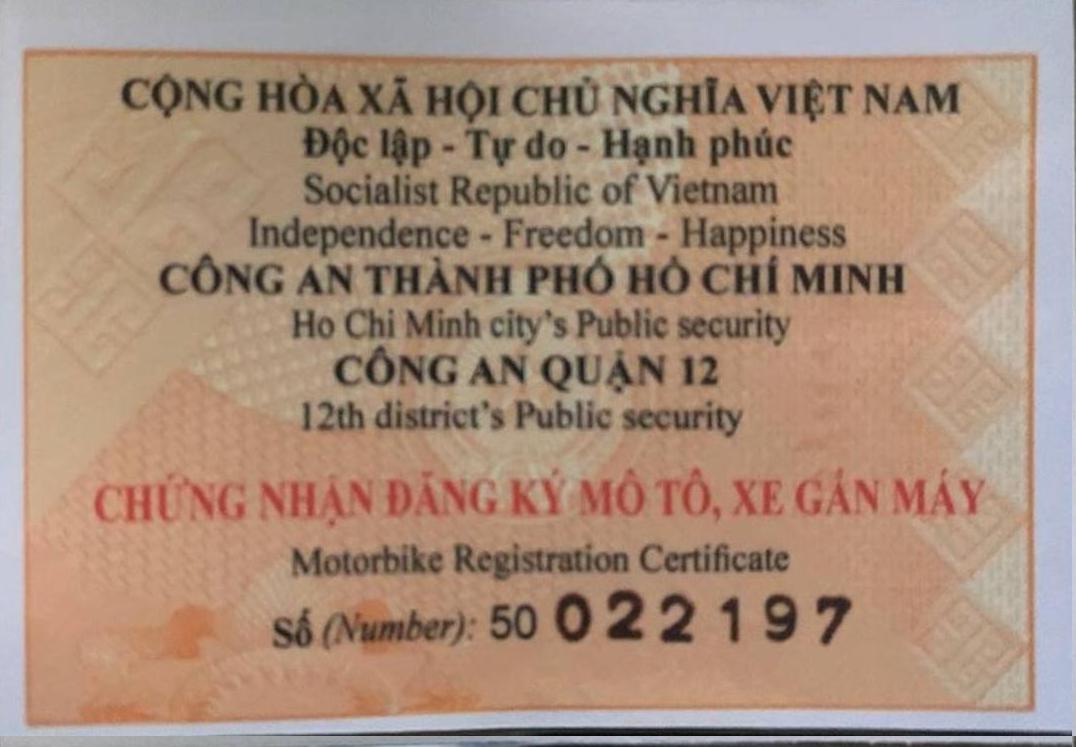 CỘNG HÒA XÃ HỘI CHỦ NGHĨA VIỆT NAM
Độc lập - Tự do - Hạnh phúc
Socialist Republic of Vietnam
Independence - Freedom - Happiness
CÔNG AN THÀNH PHỐ HỒ CHÍ MINH
Ho Chi Minh city's Public security
CÔNG AN QUẬN 12
12th district's Public security
CHỨNG NHẬN ĐĂNG KÝ MÔ TÔ, XE GẮN MÁY
Motorbike Registration Certificate
Số (Number): 50 022197